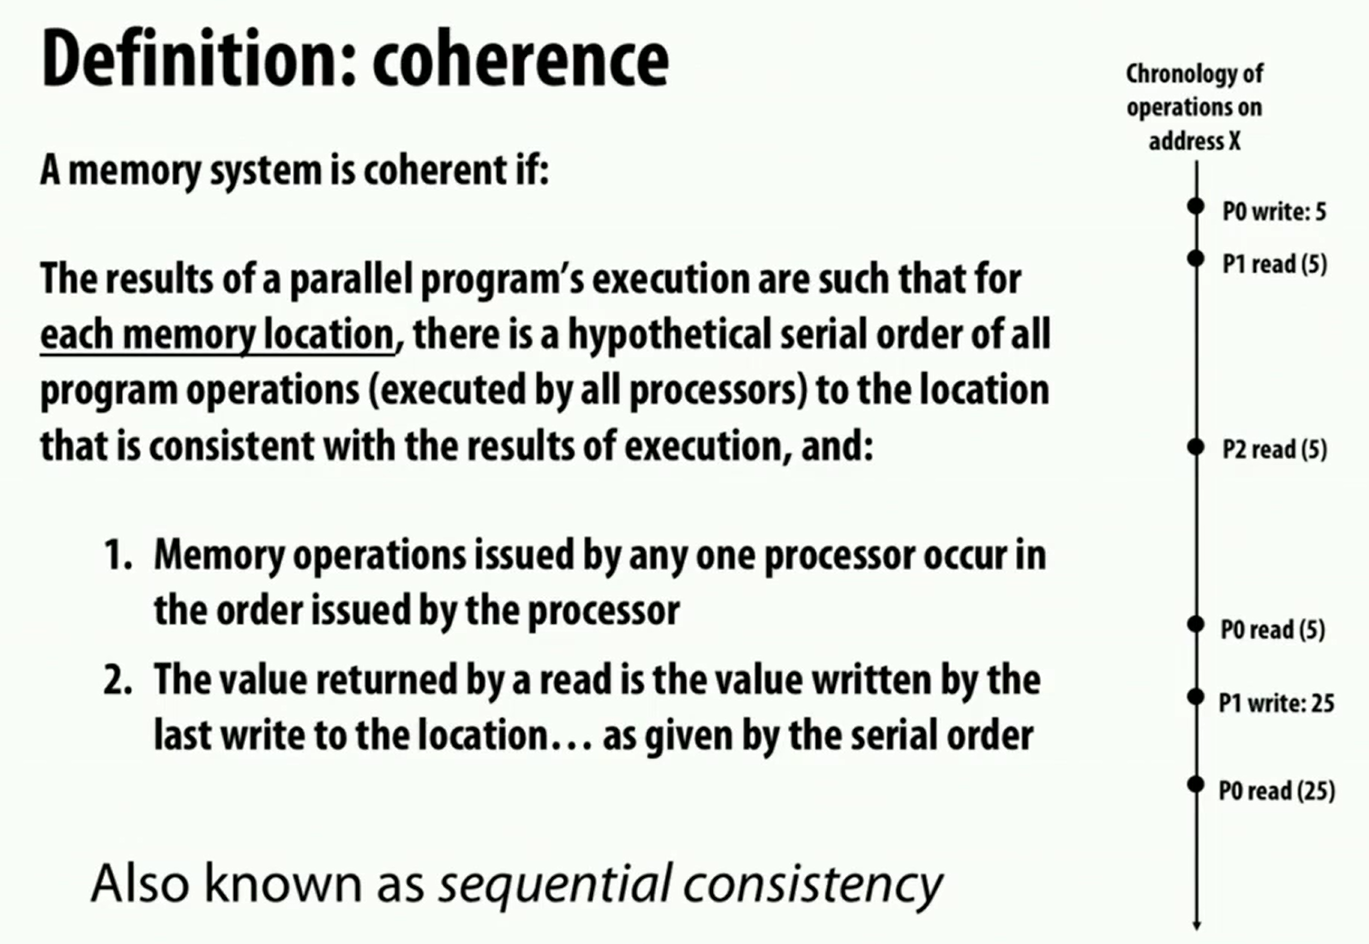 Definition: coherence
A memory system is coherent if:
The results of a parallel program’s execution are such that for
each memory location, there is a hypothetical serial order of all
program operations (executed by all processors) to the location
that is consistent with the results of execution, and:
1. Memory operations issued by any one processor occur in
the order issued by the processor
2. The value returned by a read is the value written by the
last write to the location… as given by the serial order
Also known as sequential consistency
Chronology of
operations on
address X
P0 write: 5
P1 read (5)
P2 read (5)
P0 read (5)
P1 write: 25
P0 read (25)